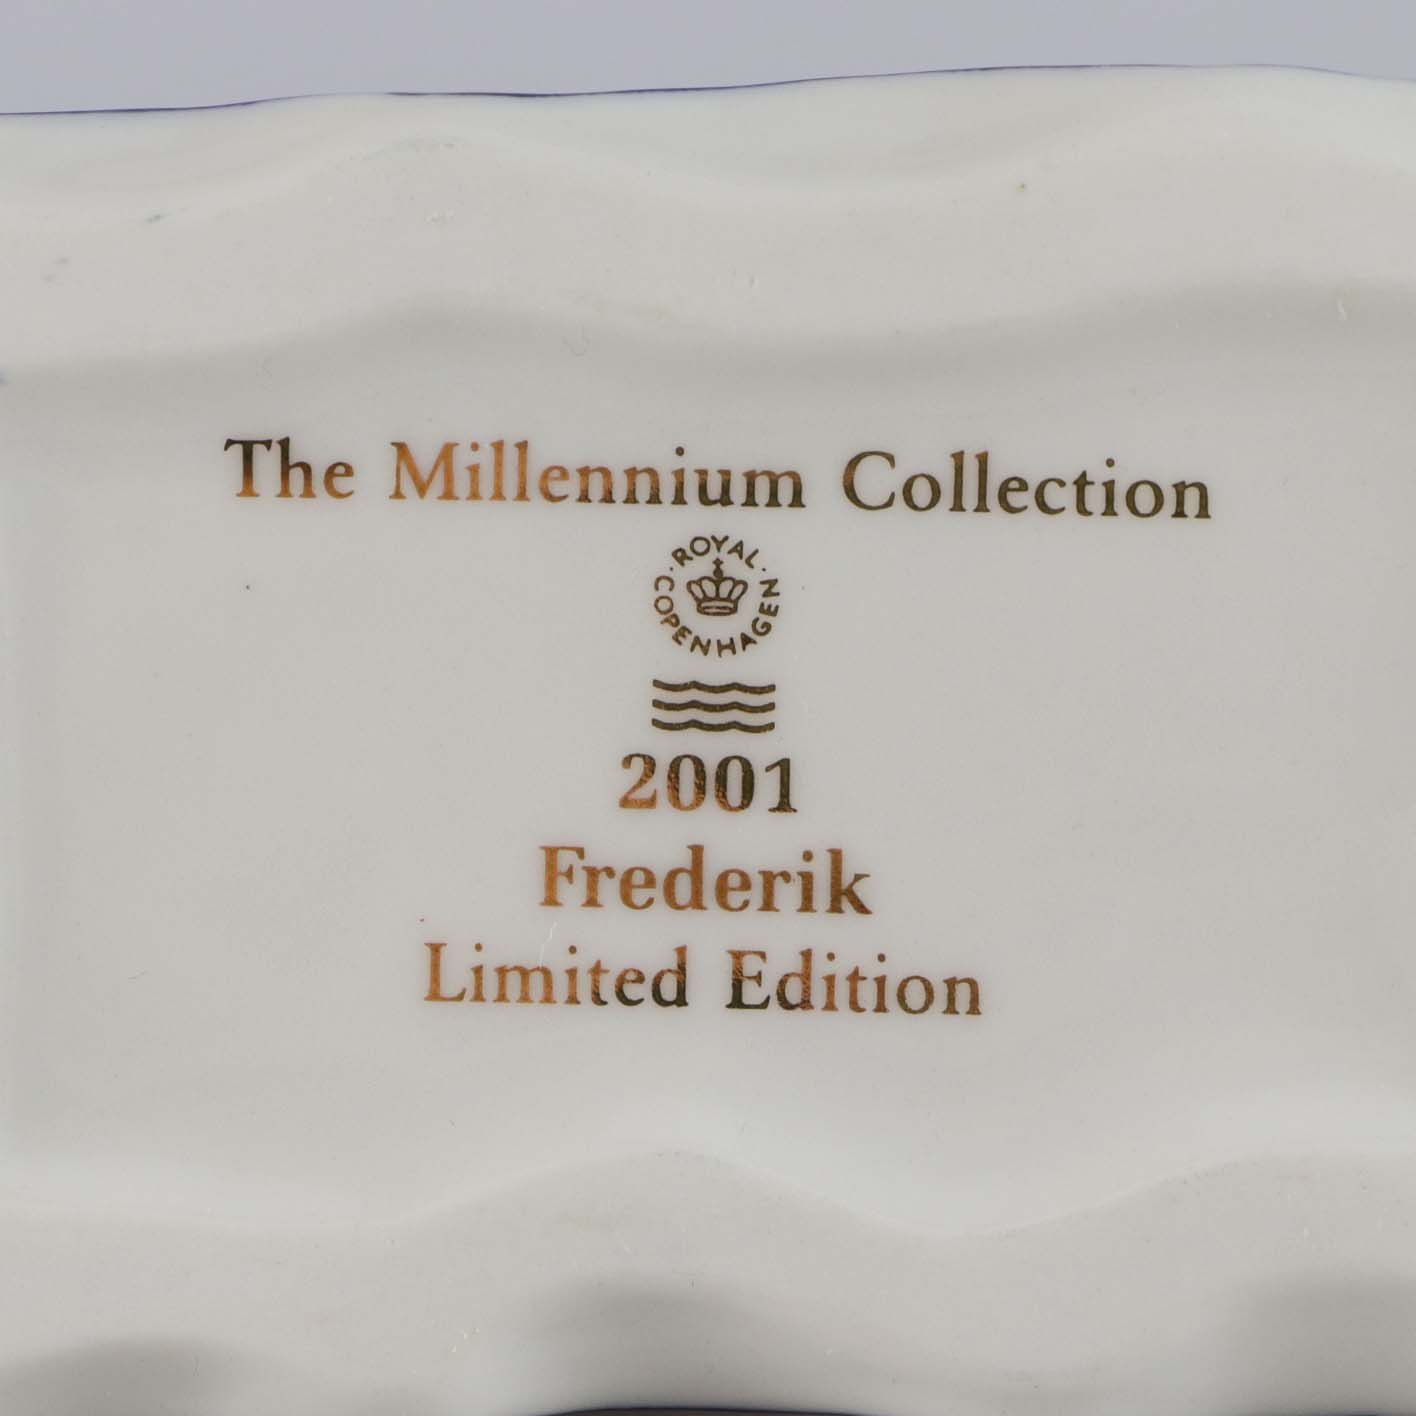 The Millennium Collection
ROYAL
COPENHAGEN
2001
Frederik
Limited Edition